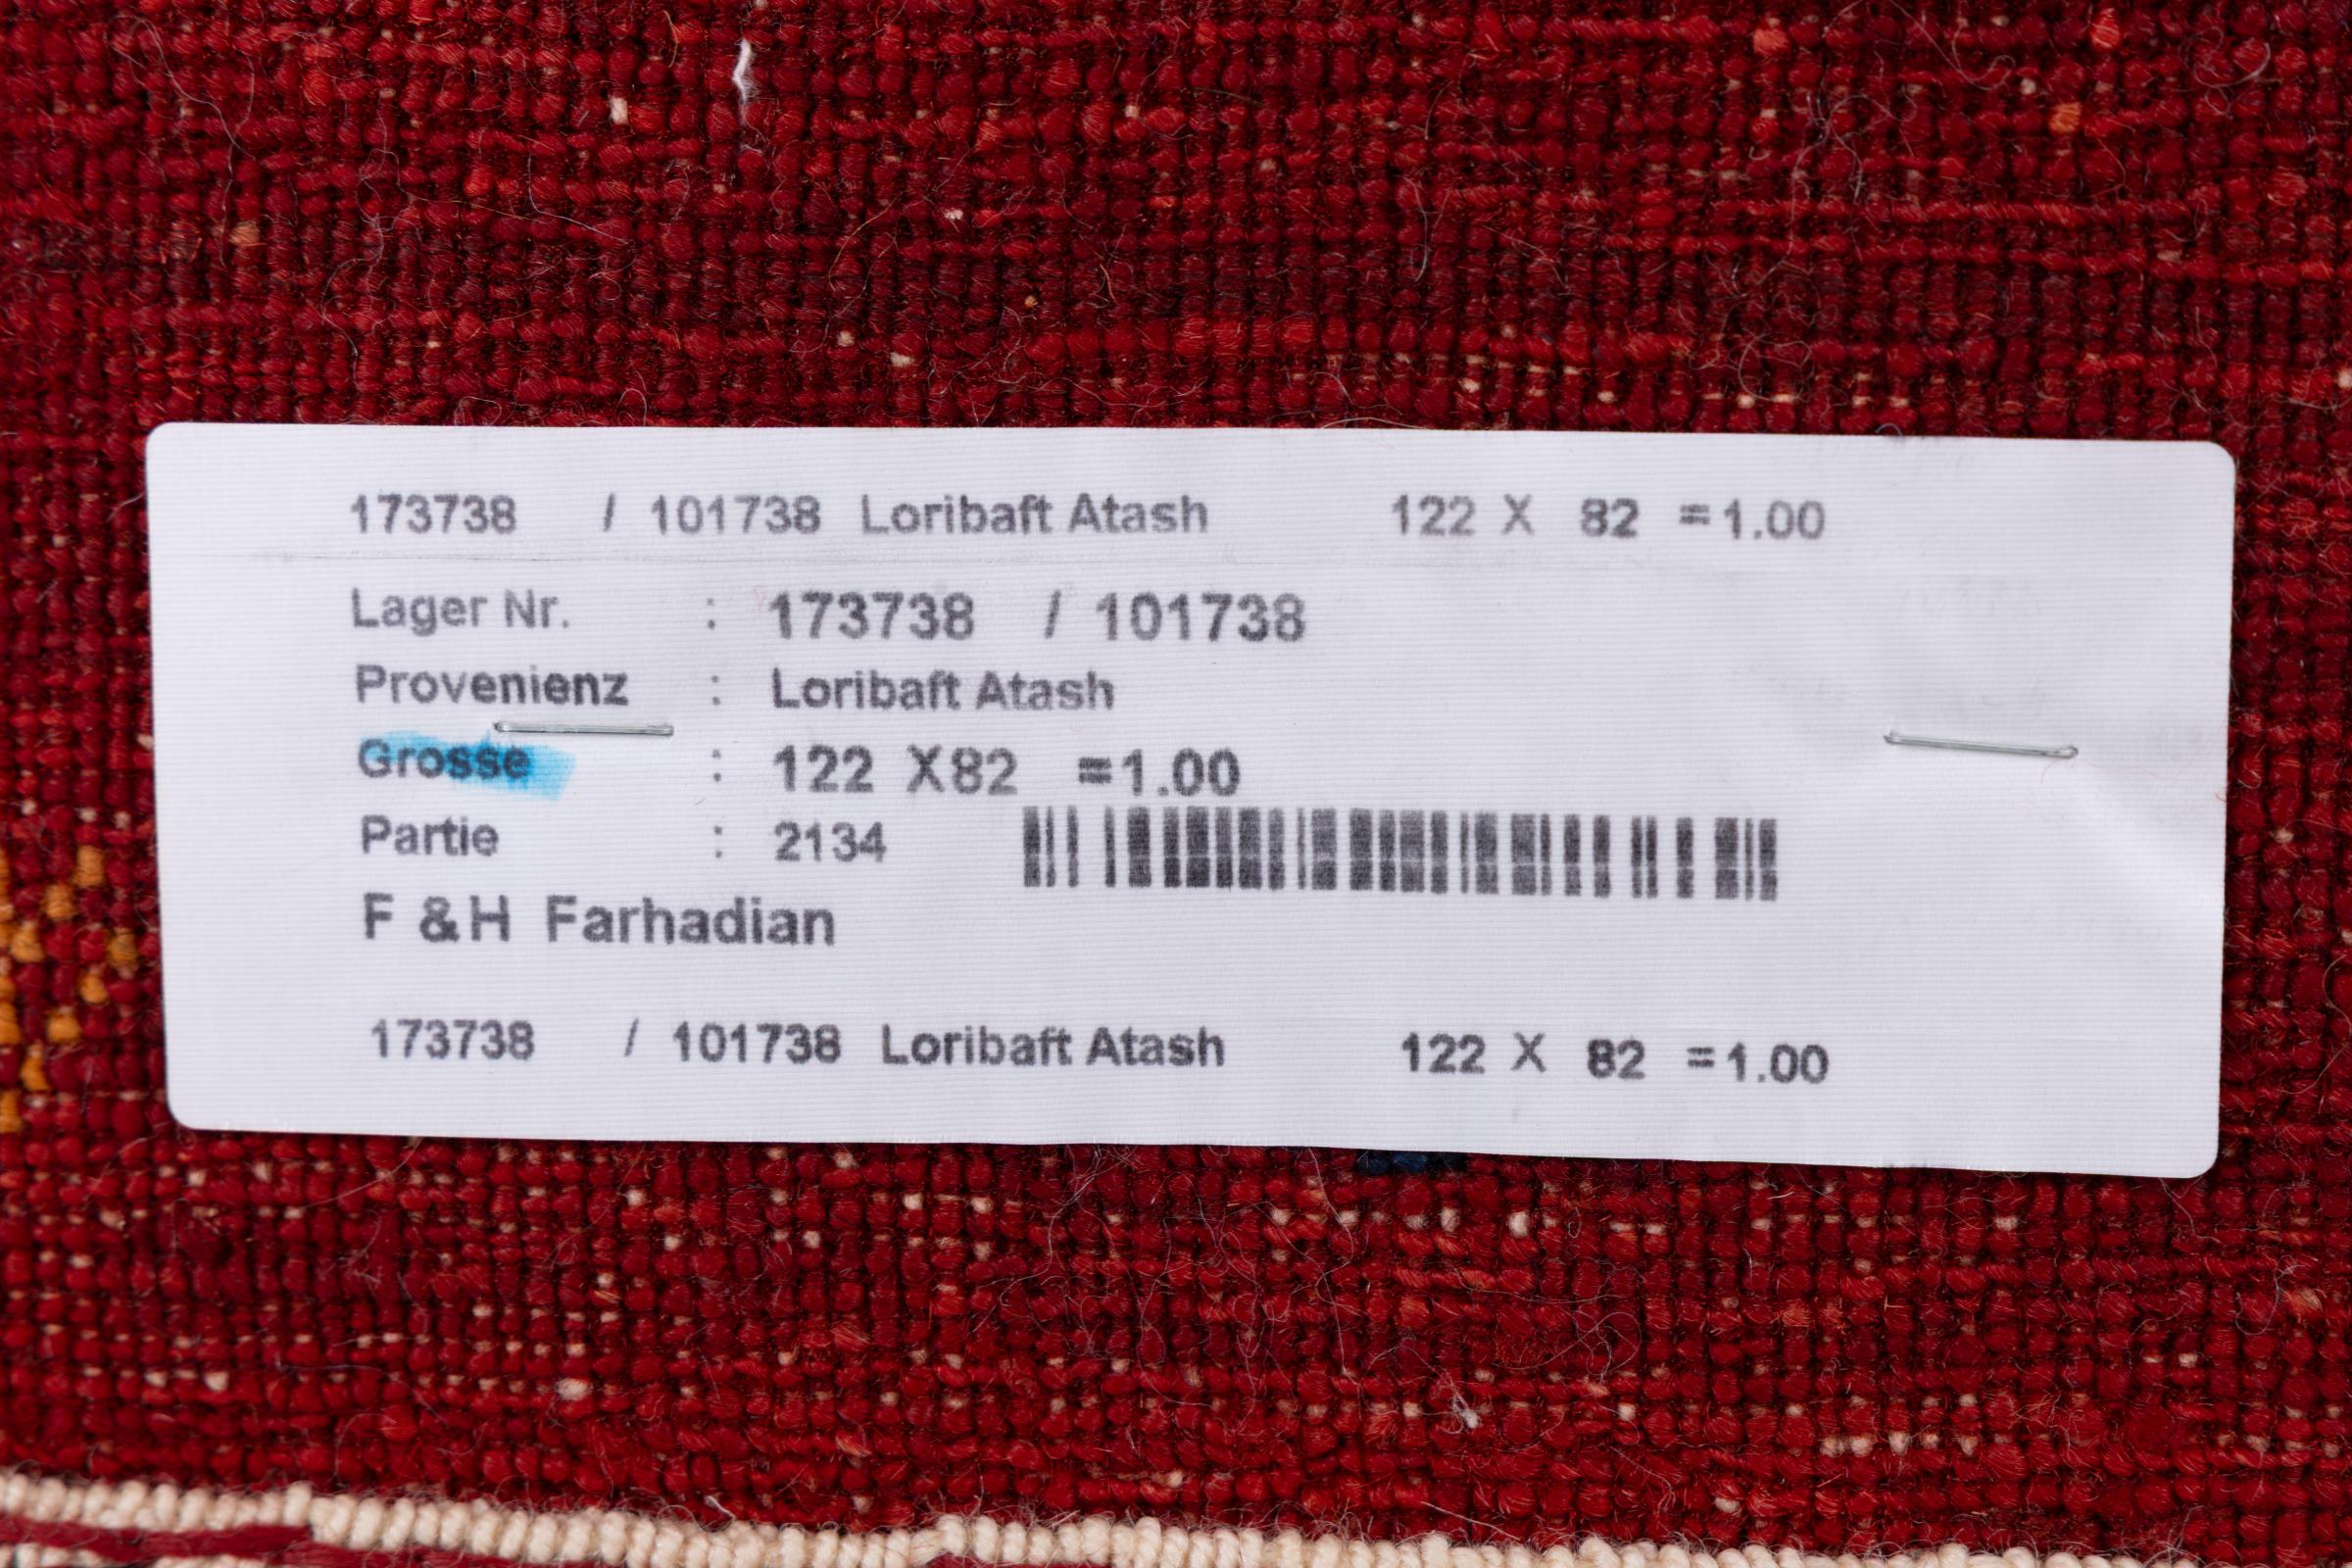 173738 / 101738 Loribaft Atash 122 X 82 =1.00
Lager Nr. : 173738 / 101738
Provenienz : Loribaft Atash
Grosse : 122 X82 =1.00
Partie : 2134
F &H Farhadian
173738 / 101738 Loribaft Atash 122 X 82 =1.00